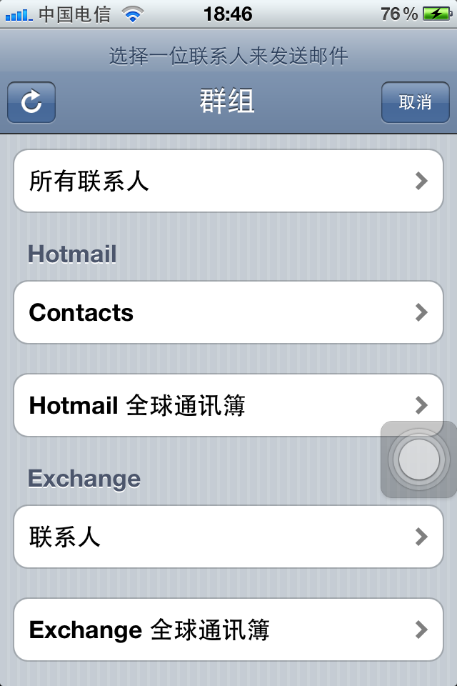 中国电信 18:46 76%
选择一位联系人来发送邮件
群组 取消
所有联系人
Hotmail
Contacts
Hotmail 全球通讯簿
Exchange
联系人
Exchange 全球通讯簿